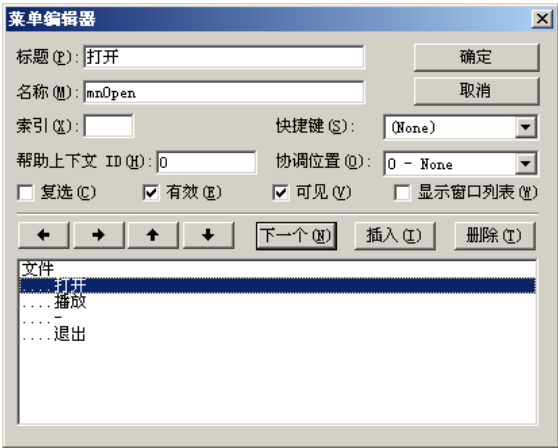 菜单编辑器
标题(P): 打开 确定
名称(M): mnOpen 取消
索引(X): 快捷键(S): (None)
帮助上下文 ID(H): 0 协调位置(O): 0 - None
复选(C) 有效(E) 可见(V) 显示窗口列表(W)
下一个(N) 插入(I) 删除(T)
文件
....打开
....播放
....-
....退出